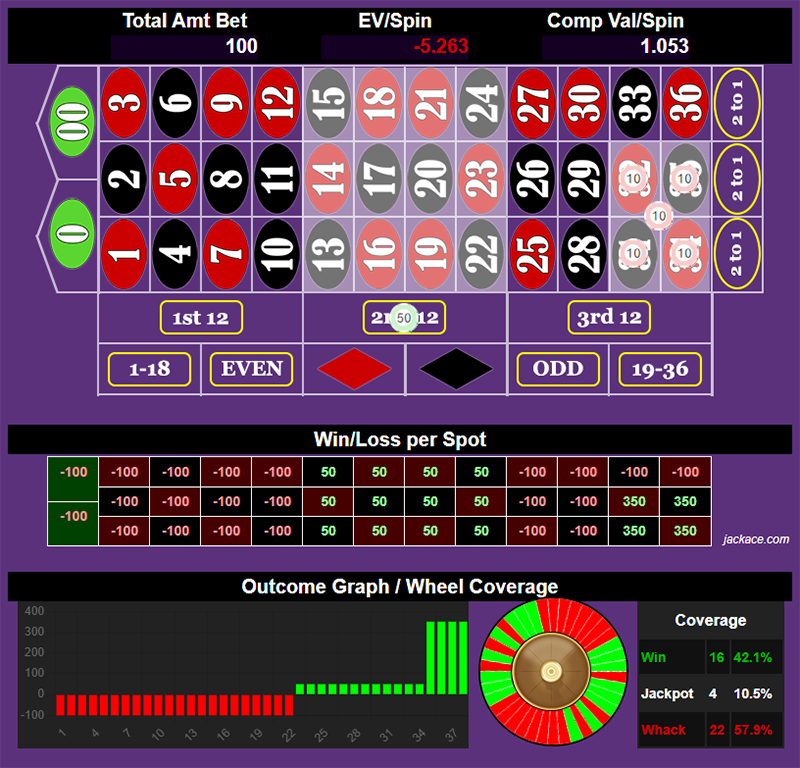 Total Amt Bet EV/Spin Comp Val/Spin
100 -5.263 1.053
00 3 6 9 12 15 18 21 24 27 30 33 36 2 to 1
2 5 8 11 14 17 20 23 26 29 10 10 2 to 1
10
0 1 4 7 10 13 16 19 22 25 28 10 10 2 to 1
1st 12 50 12 3rd 12
1-18 EVEN ODD 19-36
Win/Loss per Spot
-100 -100 -100 -100 -100 50 50 50 50 -100 -100 -100 -100
-100 -100 -100 -100 50 50 50 50 -100 -100 350 350
-100
-100 -100 -100 -100 50 50 50 50 -100 -100 350 350
jackace.com
Outcome Graph / Wheel Coverage
400
300
200
100
0
-100
1 4 7 10 13 16 19 22 25 28 31 34 37
Coverage
Win 16 42.1%
Jackpot 4 10.5%
Whack 22 57.9%